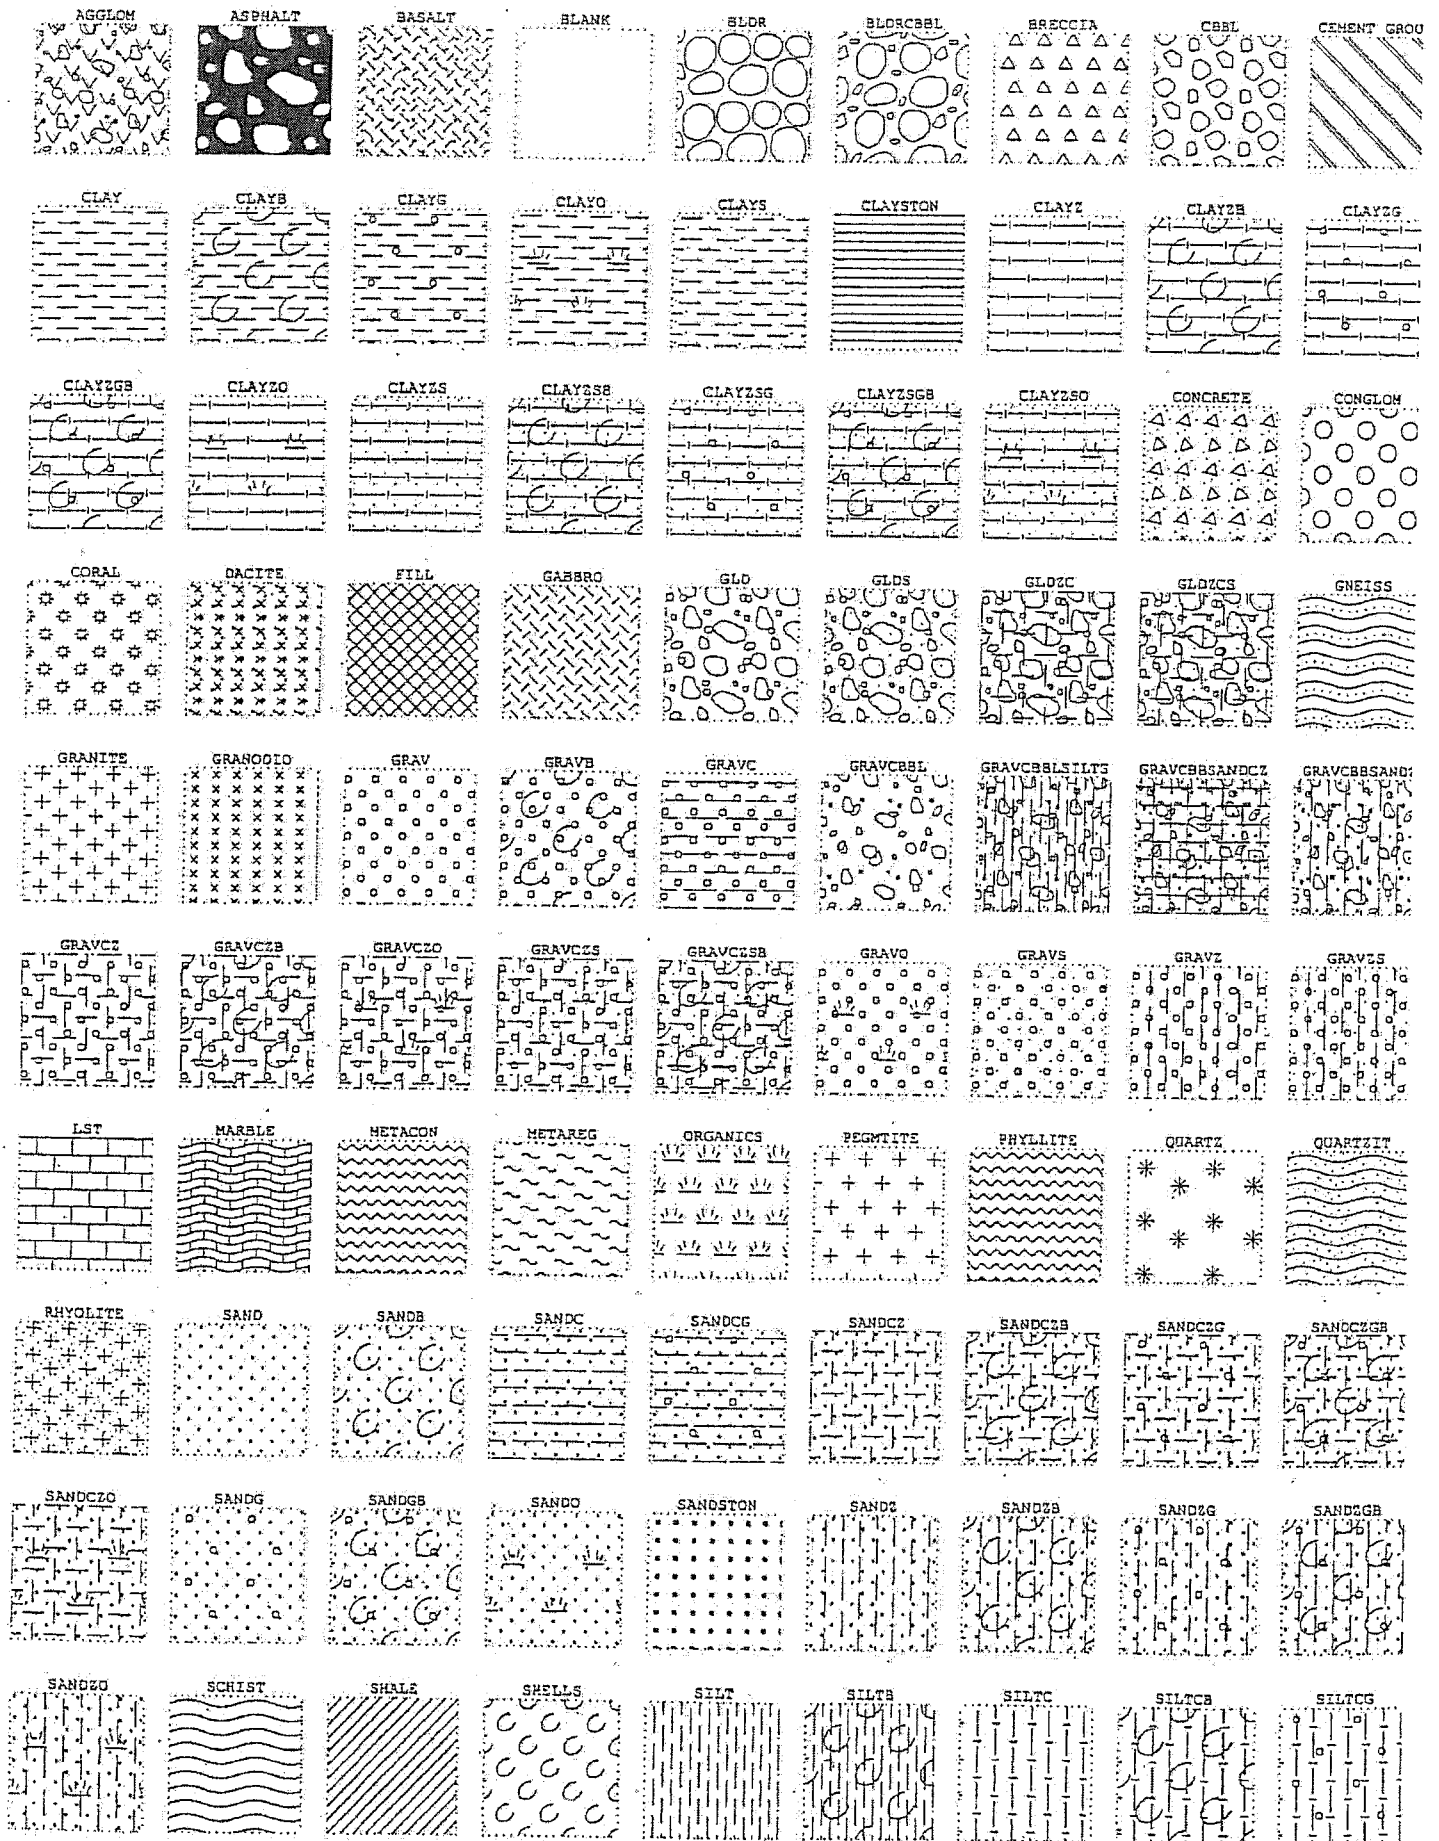 AGGLOM ASPHALT BASALT BLANK BLDR BLDRCBBL BRECCIA CBBL CEMENT GROU
CLAY CLAYB CLAYG CLAYO CLAYS CLAYSTON CLAYZ CLAYZB CLAYZG
CLAYZGB CLAYZO CLAYZS CLAYZSB CLAYZSG CLAYZSGB CLAYZSO CONCRETE CONGLOM
CORAL DACITE FILL GABBRO GLD GLDS GLDZC GLDZCS GNEISS
GRANITE GRANODIO GRAV GRAVB GRAVC GRAVCBBL GRAVCBBLSILTS GRAVCBBSANDCZ GRAVCBBSANDZ
GRAVCZ GRAVCZB GRAVCZO GRAVCZS GRAVCZSB GRAVO GRAVS GRAVZ GRAVZS
LST MARBLE METACON METAREG ORGANICS PEGMTITE PHYLLITE QUARTZ QUARTZIT
RHYOLITE SAND SANDB SANDC SANDCG SANDCZ SANDCZB SANDCZG SANDCZGB
SANDCZO SANDG SANDGB SANDO SANDSTON SANDZ SANDZB SANDZG SANDZGB
SANDZO SCHIST SHALE SHELLS SILT SILTB SILTC SILTCB SILTCG